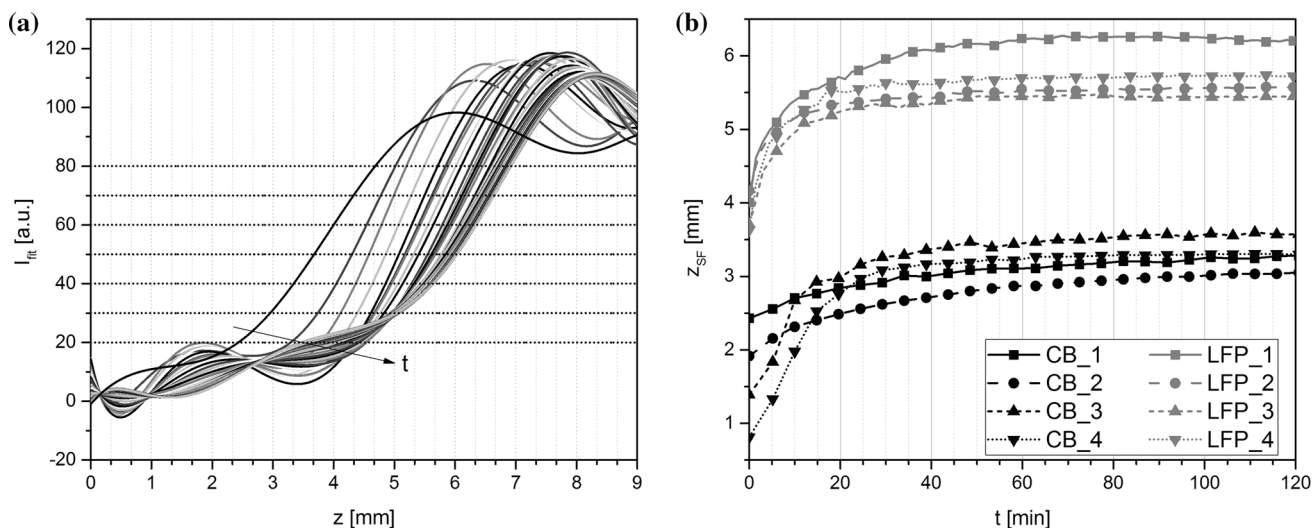 (a)
120
100
80
60
40
20
0
-20
I_fit [a.u.]
t
0 1 2 3 4 5 6 7 8 9
z [mm]
(b)
6
5
4
3
2
1
z_SF [mm]
CB_1 LFP_1
CB_2 LFP_2
CB_3 LFP_3
CB_4 LFP_4
0 20 40 60 80 100 120
t [min]